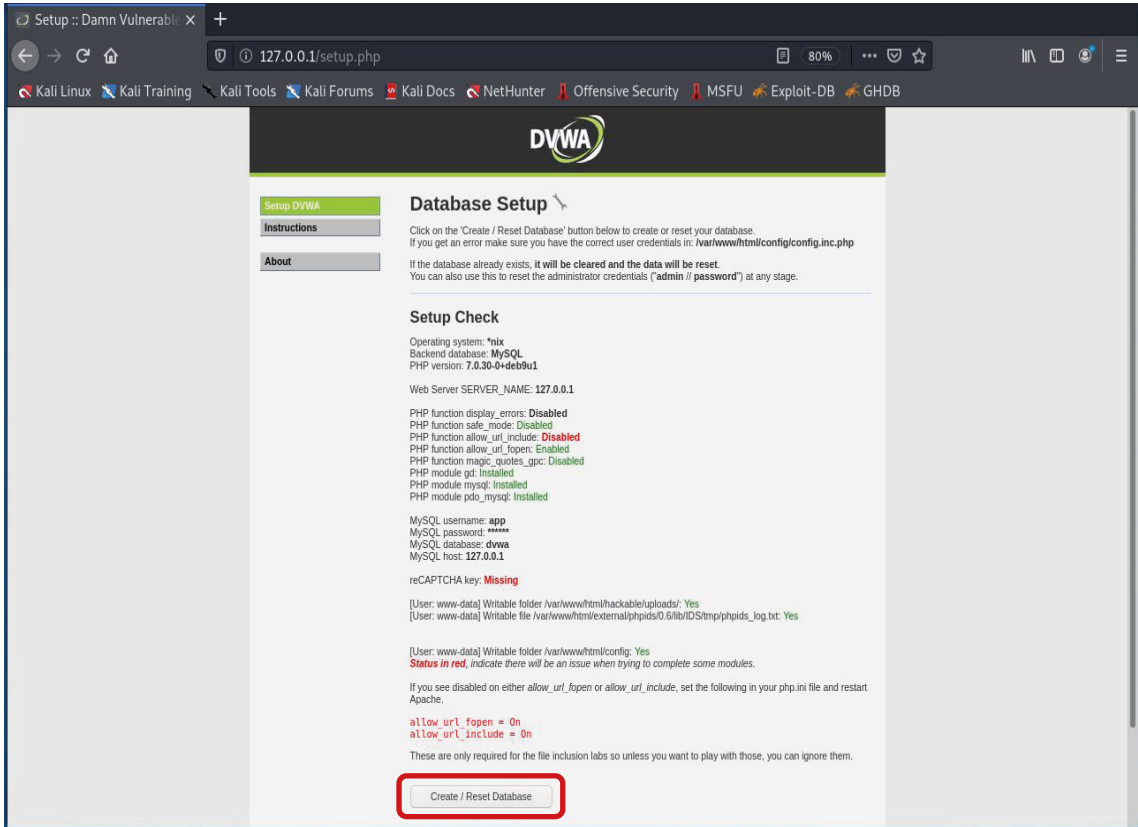 Setup :: Damn Vulnerable
127.0.0.1/setup.php
80%
Kali Linux Kali Training Kali Tools Kali Forums Kali Docs NetHunter Offensive Security MSFU Exploit-DB GHDB
DVWA
Setup DVWA
Instructions
About
Database Setup
Click on the 'Create / Reset Database' button below to create or reset your database.
If you get an error make sure you have the correct user credentials in: /var/www/html/config/config.inc.php
If the database already exists, it will be cleared and the data will be reset.
You can also use this to reset the administrator credentials ("admin // password") at any stage.
Setup Check
Operating system: *nix
Backend database: MySQL
PHP version: 7.0.30-0+deb9u1
Web Server SERVER_NAME: 127.0.0.1
PHP function display_errors: Disabled
PHP function safe_mode: Disabled
PHP function allow_url_include: Disabled
PHP function allow_url_fopen: Enabled
PHP function magic_quotes_gpc: Disabled
PHP module gd: Installed
PHP module mysql: Installed
PHP module pdo_mysql: Installed
MySQL username: app
MySQL password: ******
MySQL database: dvwa
MySQL host: 127.0.0.1
reCAPTCHA key: Missing
[User: www-data] Writable folder /var/www/html/hackable/uploads/: Yes
[User: www-data] Writable file /var/www/html/external/phpids/0.6/lib/IDS/tmp/phpids_log.txt: Yes
[User: www-data] Writable folder /var/www/html/config: Yes
Status in red, indicate there will be an issue when trying to complete some modules.
If you see disabled on either allow_url_fopen or allow_url_include, set the following in your php.ini file and restart
Apache.
allow_url_fopen = On
allow_url_include = On
These are only required for the file inclusion labs so unless you want to play with those, you can ignore them.
Create / Reset Database